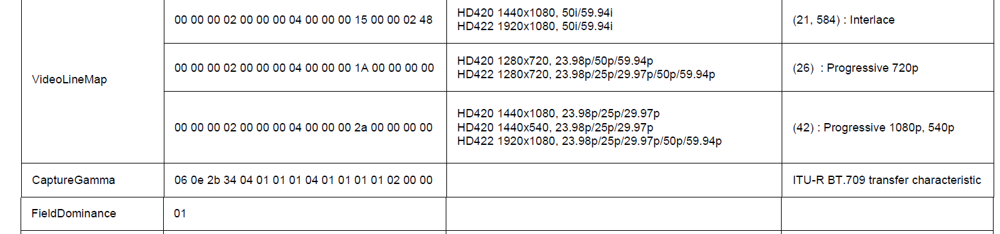 VideoLineMap
00 00 00 02 00 00 00 04 00 00 00 15 00 00 02 48
HD420 1440x1080, 50i/59.94i
HD422 1920x1080, 50i/59.94i
(21, 584) : Interlace
00 00 00 02 00 00 00 04 00 00 00 1A 00 00 00 00
HD420 1280x720, 23.98p/50p/59.94p
HD422 1280x720, 23.98p/25p/29.97p/50p/59.94p
(26)  : Progressive 720p
00 00 00 02 00 00 00 04 00 00 00 2a 00 00 00 00
HD420 1440x1080, 23.98p/25p/29.97p
HD420 1440x540, 23.98p/25p/29.97p
HD422 1920x1080, 23.98p/25p/29.97p/50p/59.94p
(42) : Progressive 1080p, 540p
CaptureGamma
06 0e 2b 34 04 01 01 01 04 01 01 01 01 02 00 00
ITU-R BT.709 transfer characteristic
FieldDominance
01